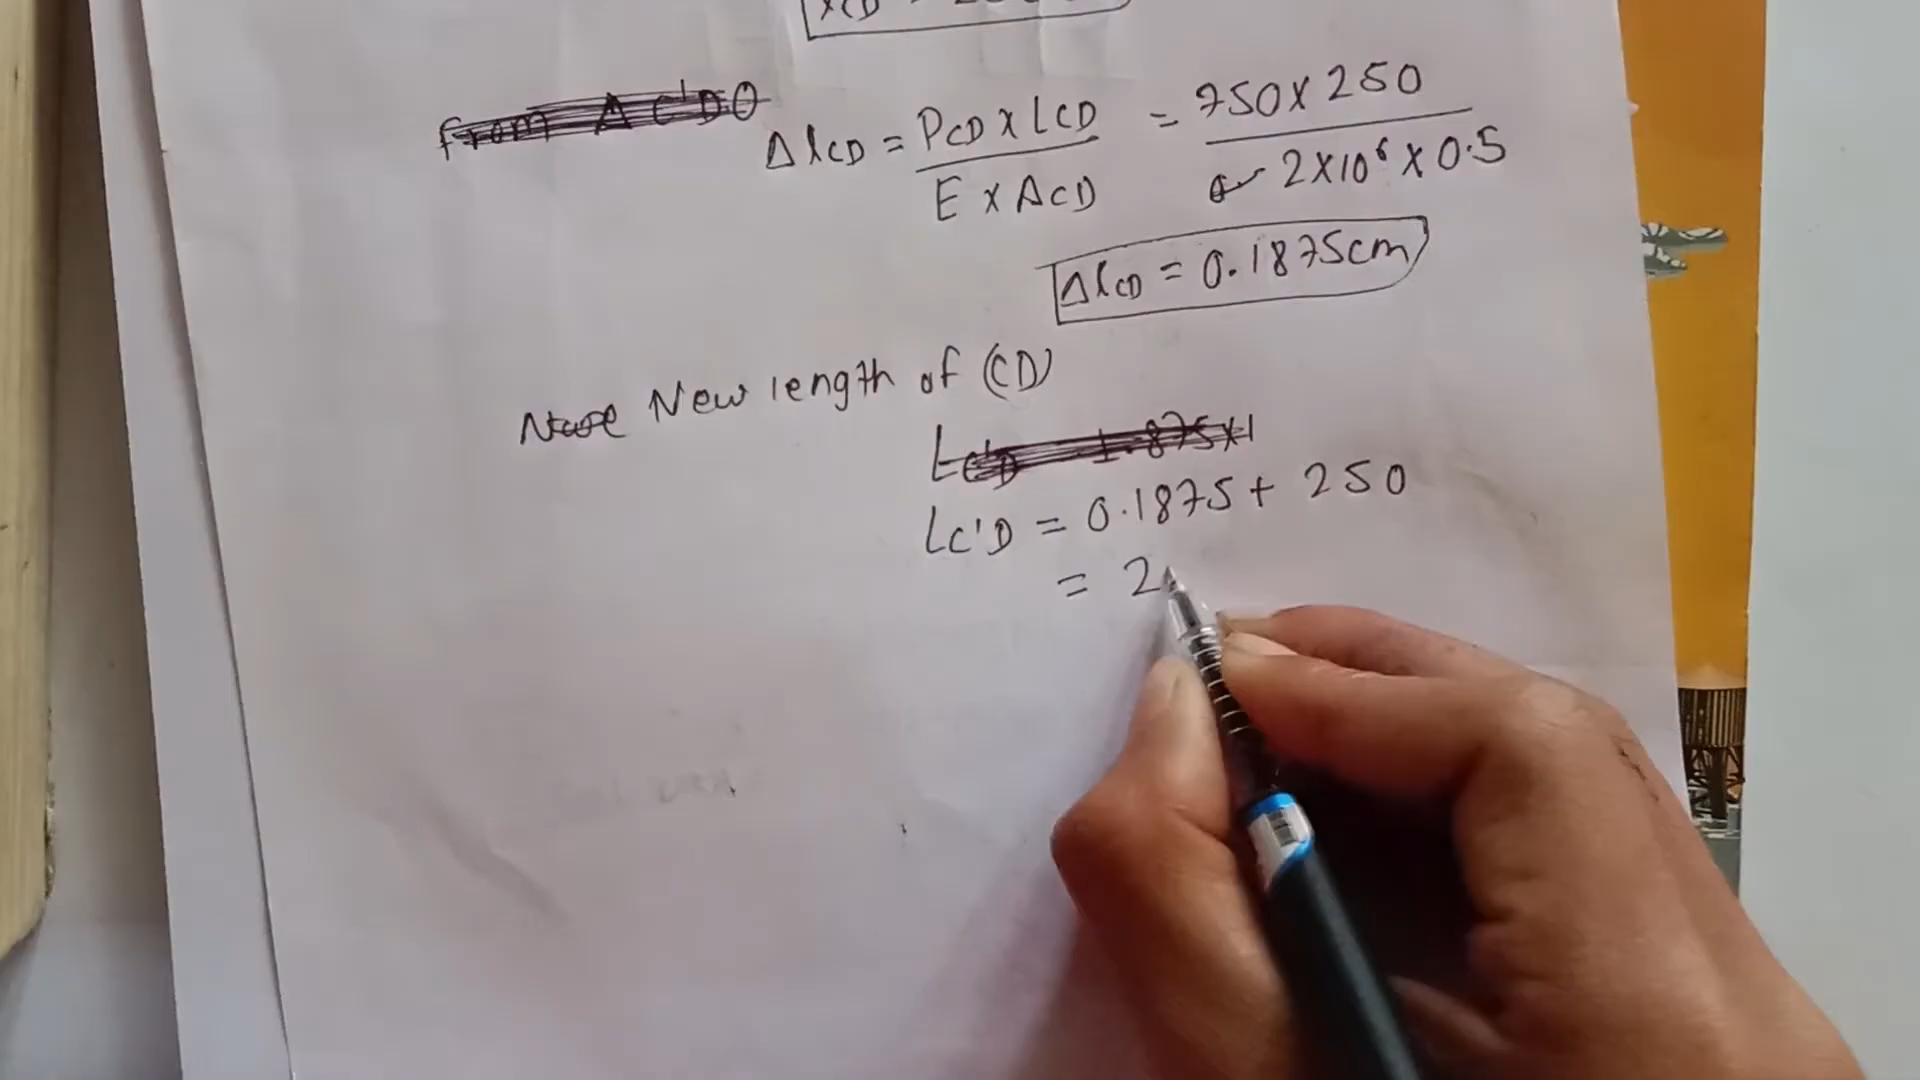 ΔlCD = PCD x LCD / E x ACD = 750 x 250 / 2x10⁶ x 0.5
ΔlCD = 0.1875cm
New length of (CD)
LC'D = 0.1875 + 250
= 2